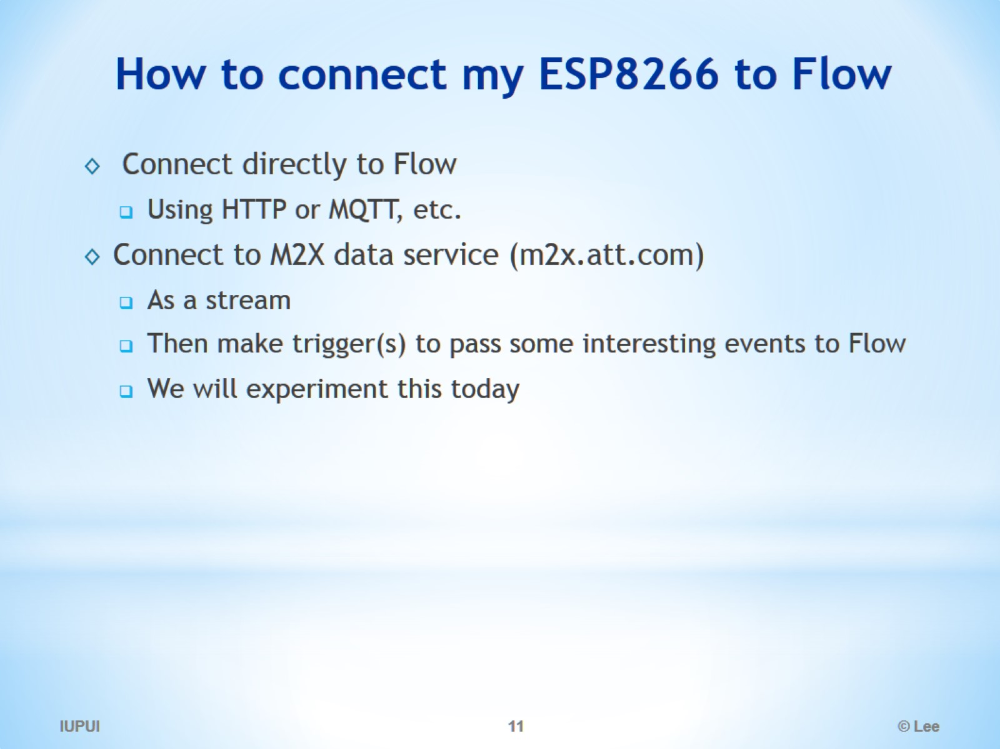 How to connect my ESP8266 to Flow
◇ Connect directly to Flow
❑ Using HTTP or MQTT, etc.
◇ Connect to M2X data service (m2x.att.com)
❑ As a stream
❑ Then make trigger(s) to pass some interesting events to Flow
❑ We will experiment this today
IUPUI 11 © Lee